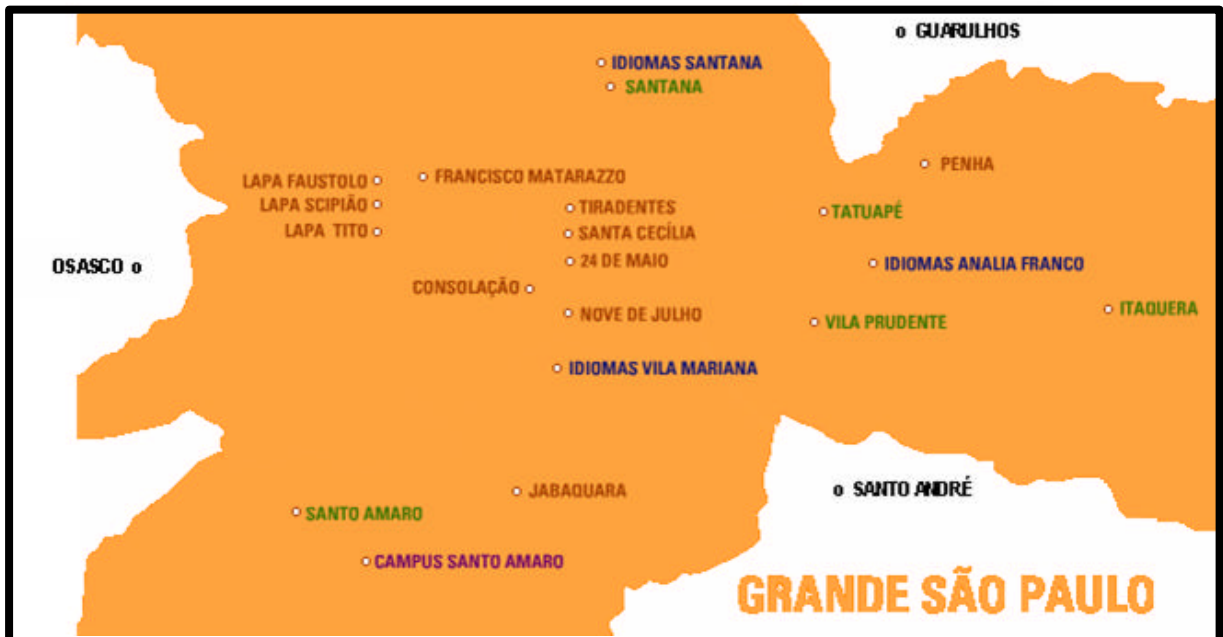 GUARULHOS
IDIOMAS SANTANA
SANTANA
PENHA
LAPA FAUSTOLO
FRANCISCO MATARAZZO
LAPA SCIPIÃO
TIRADENTES
TATUAPÉ
LAPA TITO
SANTA CECÍLIA
OSASCO
24 DE MAIO
IDIOMAS ANALIA FRANCO
CONSOLAÇÃO
NOVE DE JULHO
VILA PRUDENTE
ITAQUERA
IDIOMAS VILA MARIANA
JABAQUARA
SANTO ANDRÉ
SANTO AMARO
CAMPUS SANTO AMARO
GRANDE SÃO PAULO